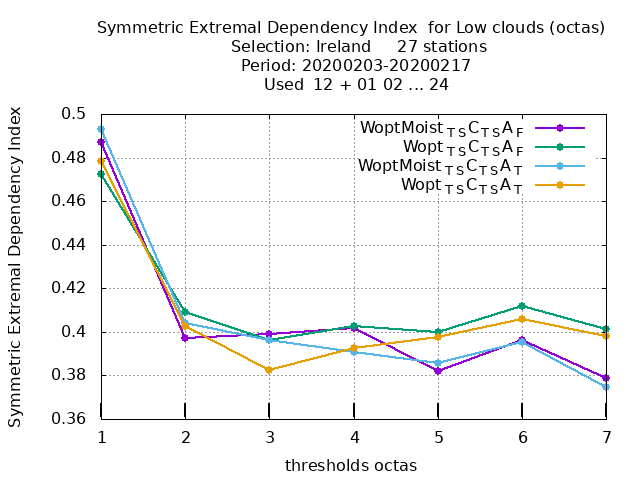 Symmetric Extremal Dependency Index for Low clouds (octas)
Selection: Ireland 27 stations
Period: 20200203-20200217
Used 12 + 01 02 ... 24
Symmetric Extremal Dependency Index
0.5
0.48
0.46
0.44
0.42
0.4
0.38
0.36
WoptMoist TS C TS A F
Wopt TS C TS A F
WoptMoist TS C TS A T
Wopt TS C TS A T
1 2 3 4 5 6 7
thresholds octas